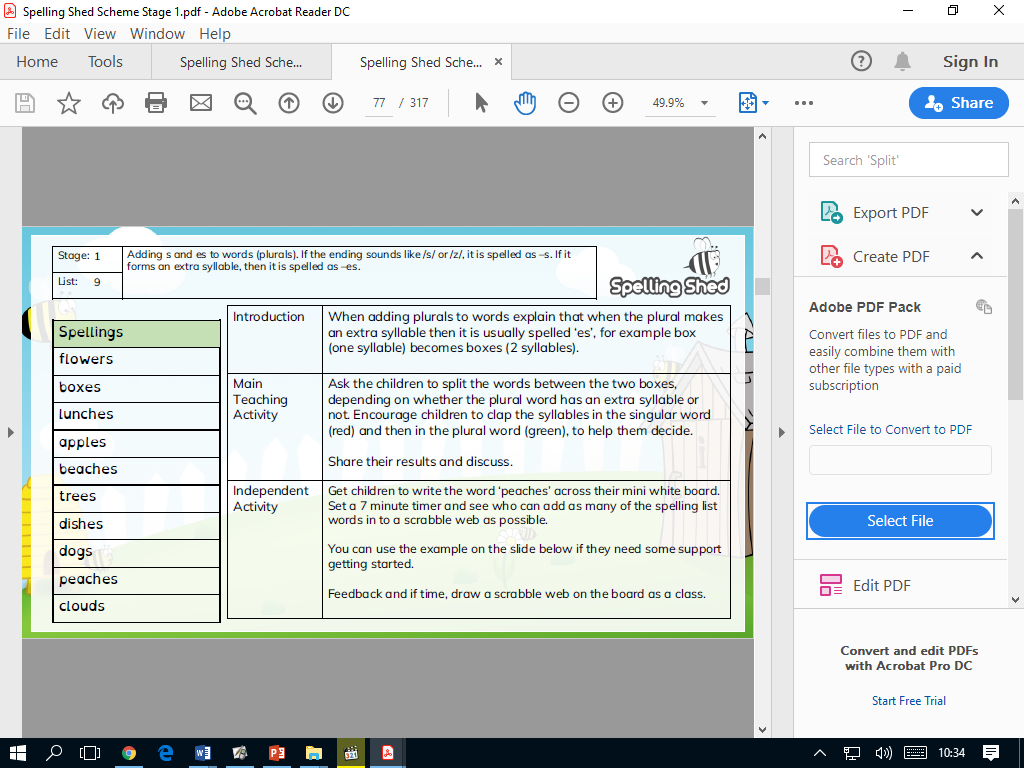 Spelling Shed Scheme Stage 1.pdf - Adobe Acrobat Reader DC
File Edit View Window Help
Home Tools Spelling Shed Sche... Spelling Shed Sche... × Sign In
77 / 317 49.9% Share
Search 'Split'
Export PDF
Create PDF
Adobe PDF Pack
Convert files to PDF and
easily combine them with
other file types with a paid
subscription
Select File to Convert to PDF
Select File
Edit PDF
Convert and edit PDFs
with Acrobat Pro DC
Start Free Trial
Stage: 1
List: 9
Adding s and es to words (plurals). If the ending sounds like /s/ or /z/, it is spelled as –s. If it
forms an extra syllable, then it is spelled as –es.
Spelling Shed
Spellings
flowers
boxes
lunches
apples
beaches
trees
dishes
dogs
peaches
clouds
Introduction
When adding plurals to words explain that when the plural makes
an extra syllable then it is usually spelled ‘es’, for example box
(one syllable) becomes boxes (2 syllables).
Main
Teaching
Activity
Ask the children to split the words between the two boxes,
depending on whether the plural word has an extra syllable or
not. Encourage children to clap the syllables in the singular word
(red) and then in the plural word (green), to help them decide.
Share their results and discuss.
Independent
Activity
Get children to write the word ‘peaches’ across their mini white board.
Set a 7 minute timer and see who can add as many of the spelling list
words in to a scrabble web as possible.
You can use the example on the slide below if they need some support
getting started.
Feedback and if time, draw a scrabble web on the board as a class.
10:34